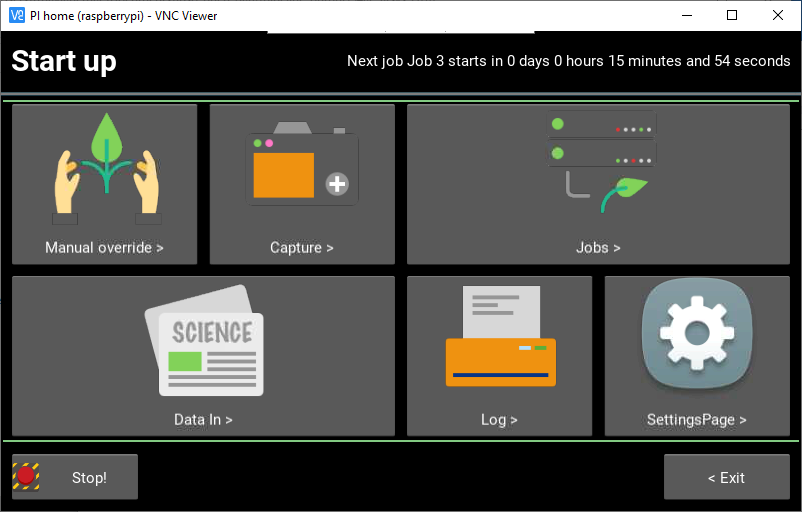 PI home (raspberrypi) - VNC Viewer
Start up
Next job Job 3 starts in 0 days 0 hours 15 minutes and 54 seconds
Manual override >
Capture >
Jobs >
SCIENCE
Data In >
Log >
SettingsPage >
Stop!
< Exit